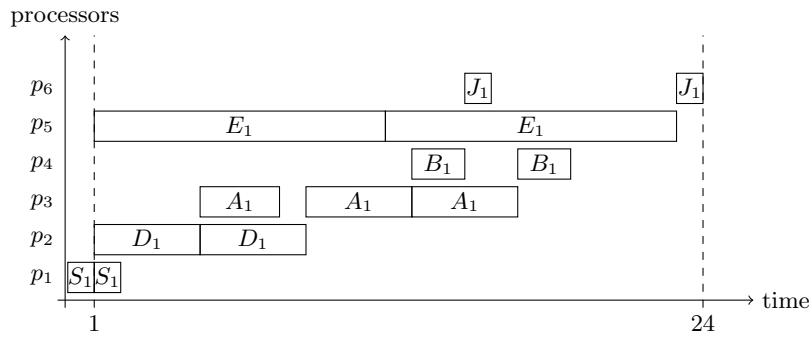 processors
p₆ J₁ J₁
p₅ E₁ E₁
p₄ B₁ B₁
p₃ A₁ A₁ A₁
p₂ D₁ D₁
p₁ S₁ S₁
time
1 24